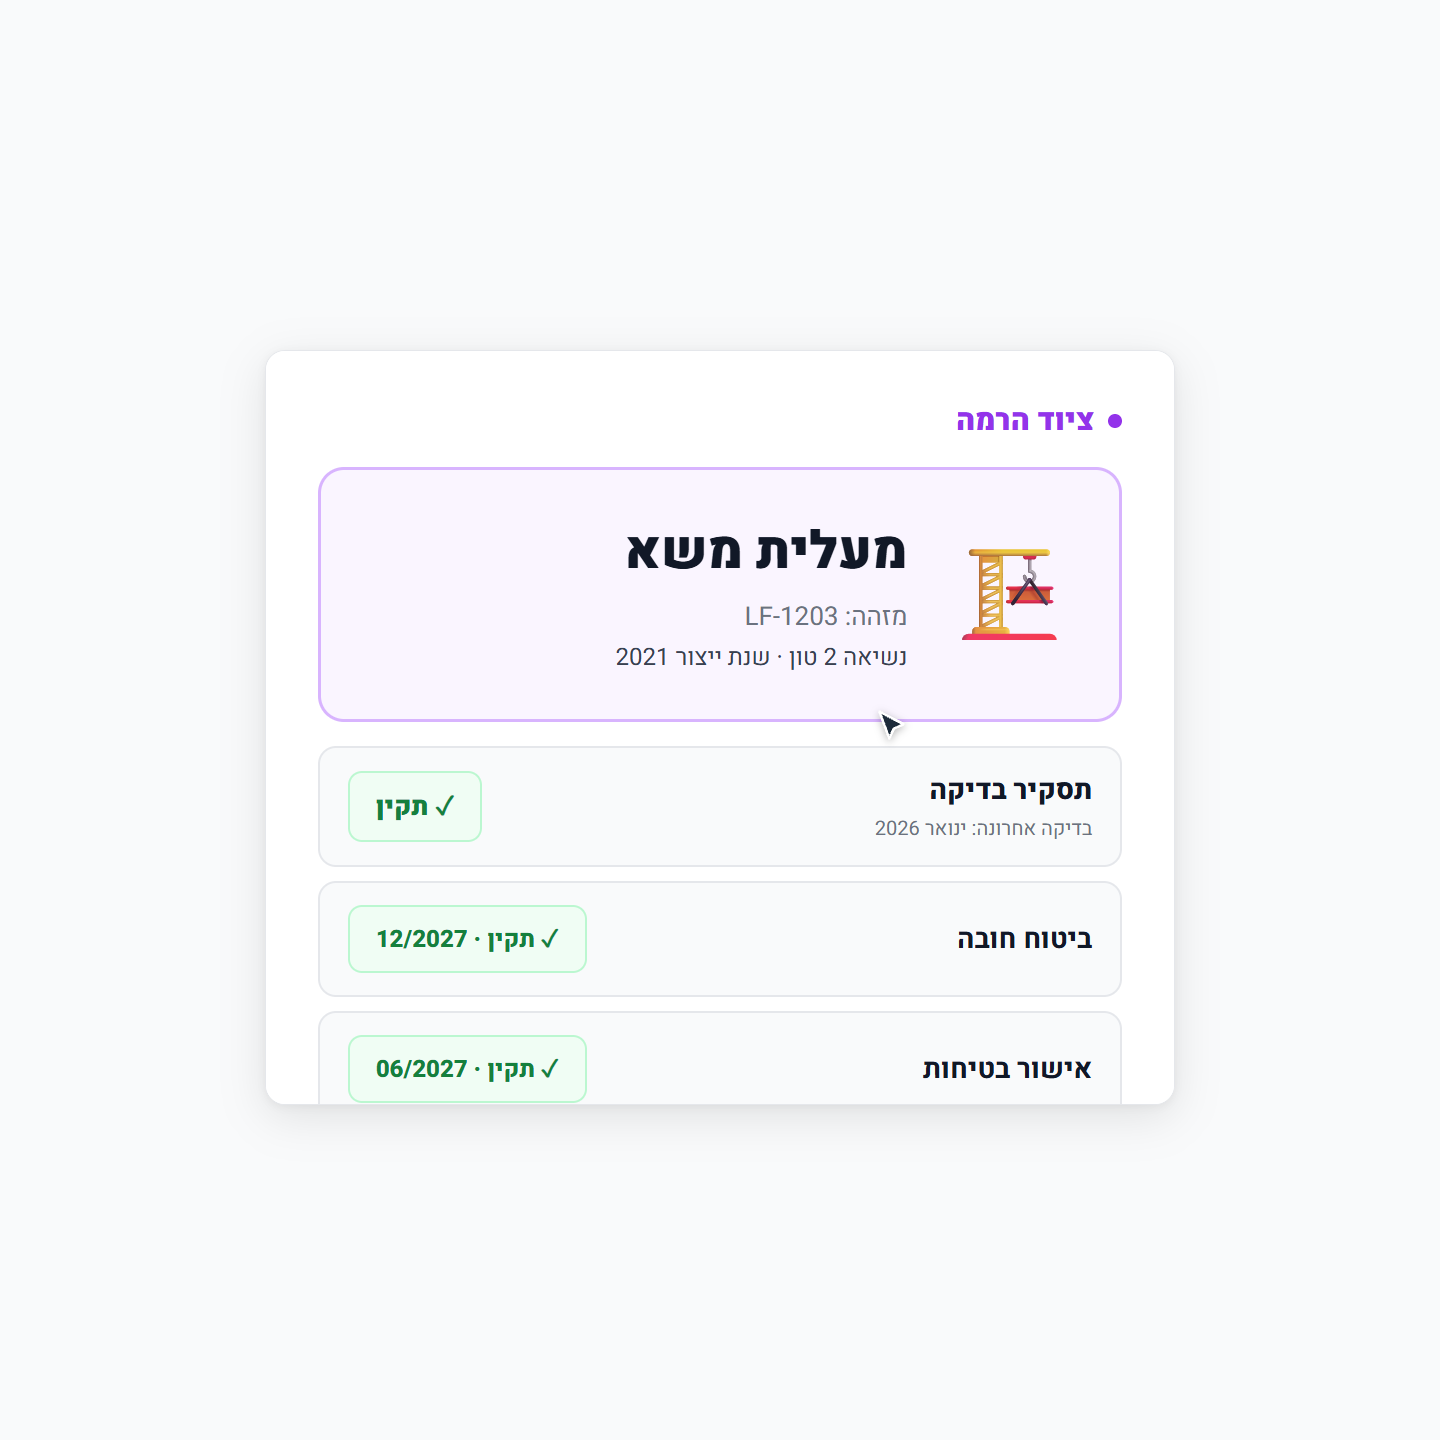 ציוד הרמה
מעלית משא
מזהה: LF-1203
נשיאה 2 טון · שנת ייצור 2021
תסקיר בדיקה
בדיקה אחרונה: ינואר 2026
✓ תקין
ביטוח חובה
✓ תקין · 12/2027
אישור בטיחות
✓ תקין · 06/2027